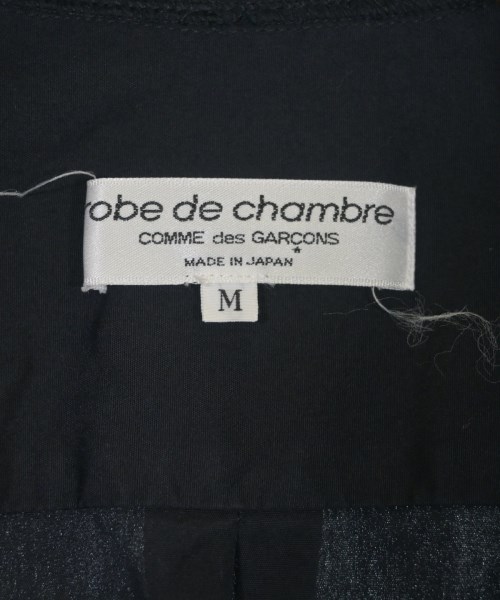 robe de chambre
COMME des GARÇONS
MADE IN JAPAN
M